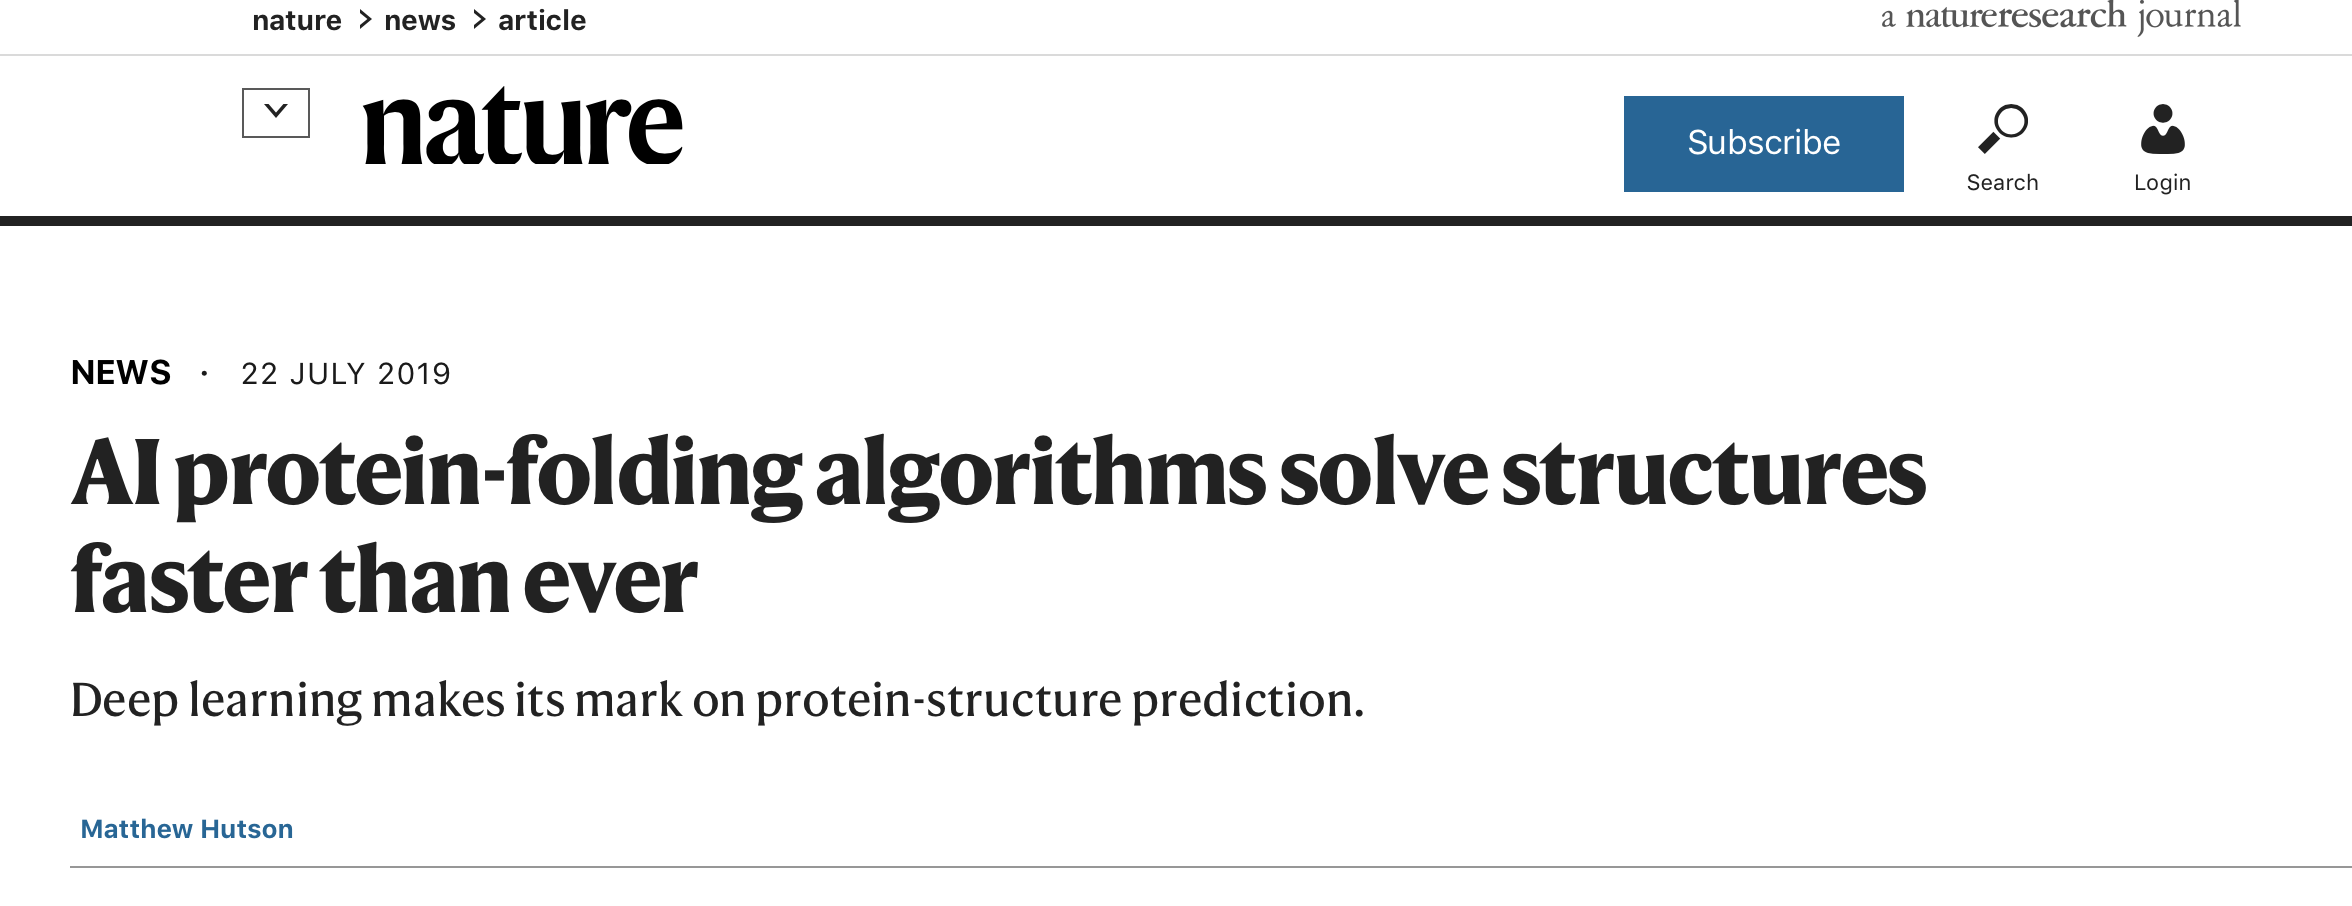 nature > news > article
a natureresearch journal
nature
Subscribe
Search
Login
NEWS · 22 JULY 2019
AI protein-folding algorithms solve structures
faster than ever
Deep learning makes its mark on protein-structure prediction.
Matthew Hutson